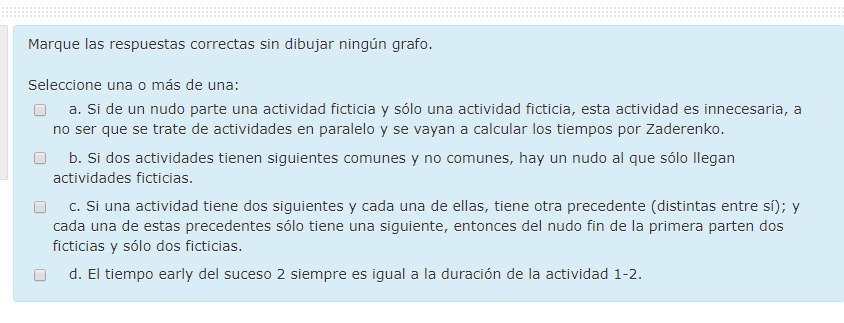 Marque las respuestas correctas sin dibujar ningún grafo.
Seleccione una o más de una:
a. Si de un nudo parte una actividad ficticia y sólo una actividad ficticia, esta actividad es innecesaria, a
no ser que se trate de actividades en paralelo y se vayan a calcular los tiempos por Zaderenko.
b. Si dos actividades tienen siguientes comunes y no comunes, hay un nudo al que sólo llegan
actividades ficticias.
c. Si una actividad tiene dos siguientes y cada una de ellas, tiene otra precedente (distintas entre sí); y
cada una de estas precedentes sólo tiene una siguiente, entonces del nudo fin de la primera parten dos
ficticias y sólo dos ficticias.
d. El tiempo early del suceso 2 siempre es igual a la duración de la actividad 1-2.